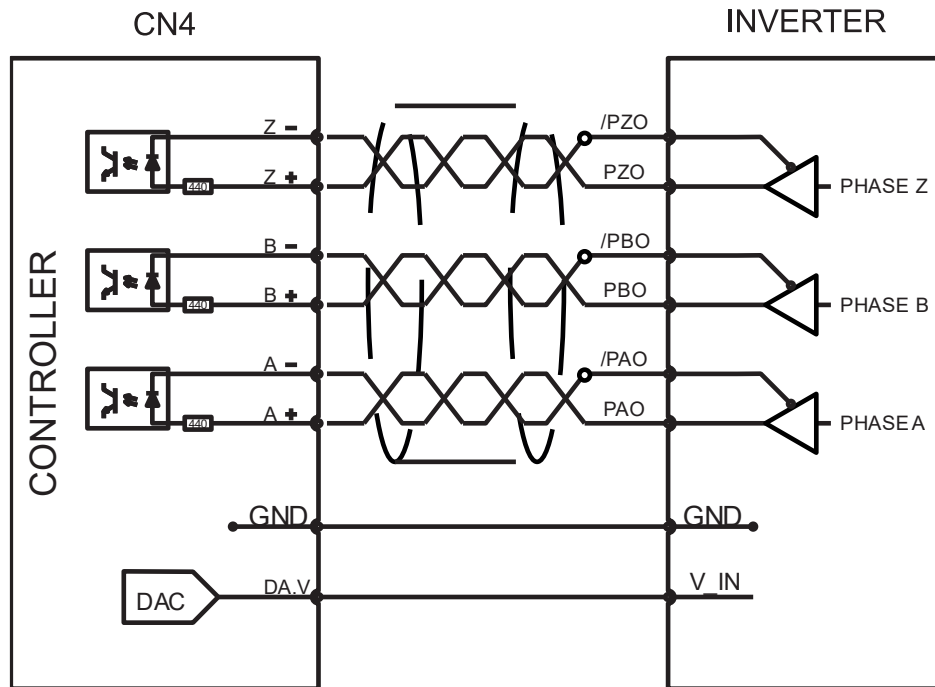 CN4
INVERTER
CONTROLLER
Z -
/PZO
440
Z +
PZO
PHASE Z
B -
/PBO
440
B +
PBO
PHASE B
A -
/PAO
440
A +
PAO
PHASE A
GND
GND
DAC
DA.V
V_IN